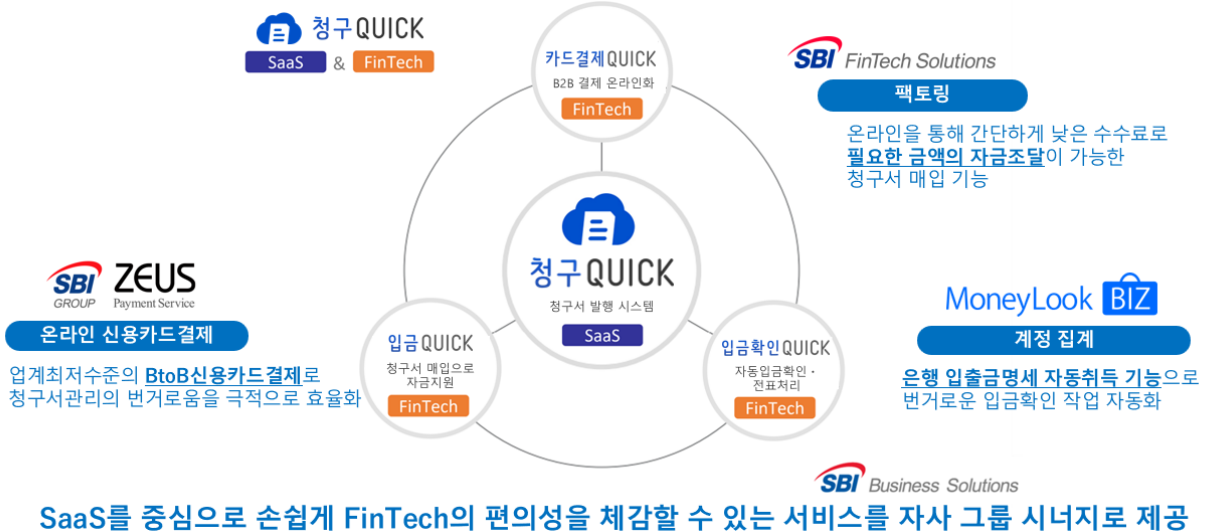 청구QUICK
SaaS & FinTech
카드결제QUICK
B2B 결제 온라인화
FinTech
SBI FinTech Solutions
팩토링
온라인을 통해 간단하게 낮은 수수료로
필요한 금액의 자금조달이 가능한
청구서 매입 기능
청구QUICK
청구서 발행 시스템
SaaS
SBI GROUP ZEUS Payment Service
온라인 신용카드결제
업계최저수준의 BtoB신용카드결제로
청구서관리의 번거로움을 극적으로 효율화
입금QUICK
청구서 매입으로
자금지원
FinTech
입금확인QUICK
자동입금확인・
전표처리
FinTech
MoneyLook BIZ
계정 집계
은행 입출금명세 자동취득 기능으로
번거로운 입금확인 작업 자동화
SBI Business Solutions
SaaS를 중심으로 손쉽게 FinTech의 편의성을 체감할 수 있는 서비스를 자사 그룹 시너지로 제공